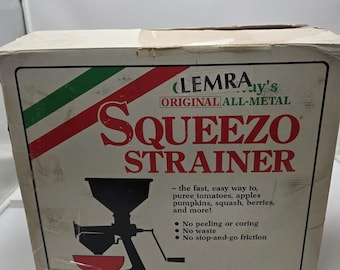 LEMRA
ORIGINAL ALL-METAL
SQUEEZO
STRAINER
– the fast, easy way to,
puree tomatoes, apples
pumpkins, squash, berries,
and more!
• No peeling or coring
• No waste
• No stop-and-go friction